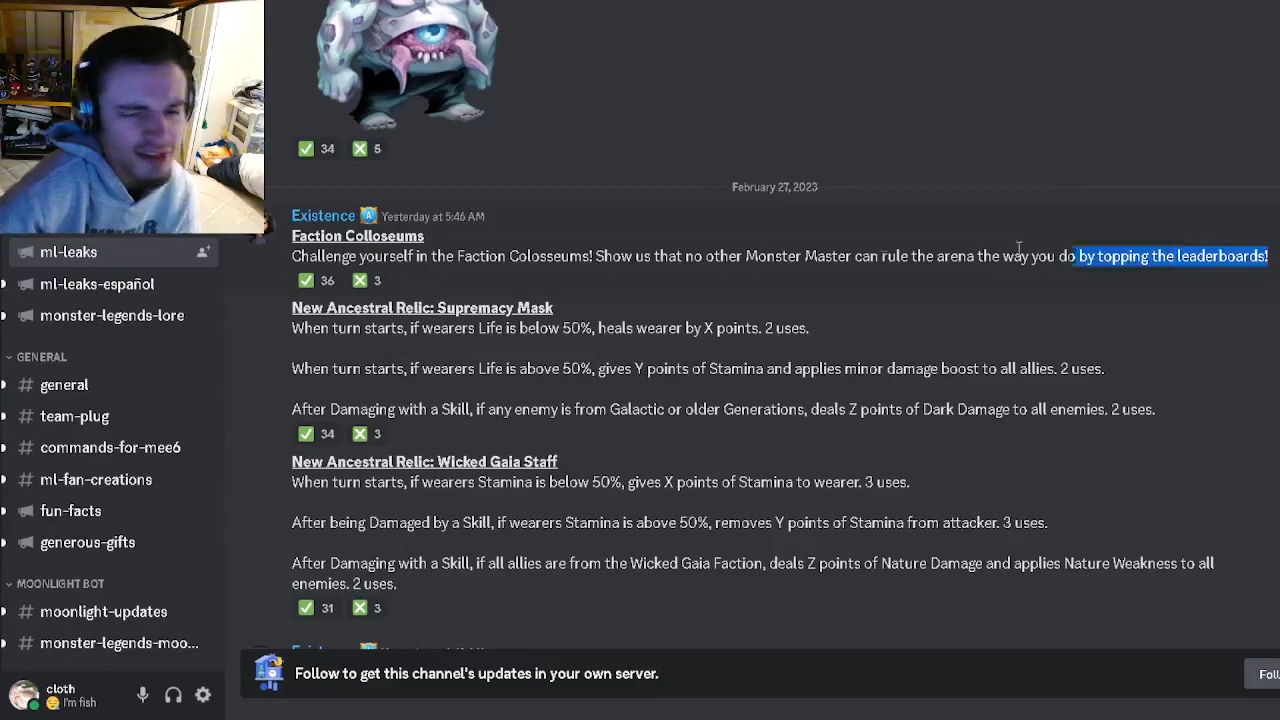 34 5
February 27, 2023
Existence Yesterday at 5:46 AM
Faction Colloseums
Challenge yourself in the Faction Colosseums! Show us that no other Monster Master can rule the arena the way you do by topping the leaderboards!
36 3
New Ancestral Relic: Supremacy Mask
When turn starts, if wearers Life is below 50%, heals wearer by X points. 2 uses.
When turn starts, if wearers Life is above 50%, gives Y points of Stamina and applies minor damage boost to all allies. 2 uses.
After Damaging with a Skill, if any enemy is from Galactic or older Generations, deals Z points of Dark Damage to all enemies. 2 uses.
34 3
New Ancestral Relic: Wicked Gaia Staff
When turn starts, if wearers Stamina is below 50%, gives X points of Stamina to wearer. 3 uses.
After being Damaged by a Skill, if wearers Stamina is above 50%, removes Y points of Stamina from attacker. 3 uses.
After Damaging with a Skill, if all allies are from the Wicked Gaia Faction, deals Z points of Nature Damage and applies Nature Weakness to all
enemies. 2 uses.
31 3
Follow to get this channel's updates in your own server.
ml-leaks
ml-leaks-español
monster-legends-lore
GENERAL
general
team-plug
commands-for-mee6
ml-fan-creations
fun-facts
generous-gifts
MOONLIGHT BOT
moonlight-updates
monster-legends-moo...
cloth
I'm fish